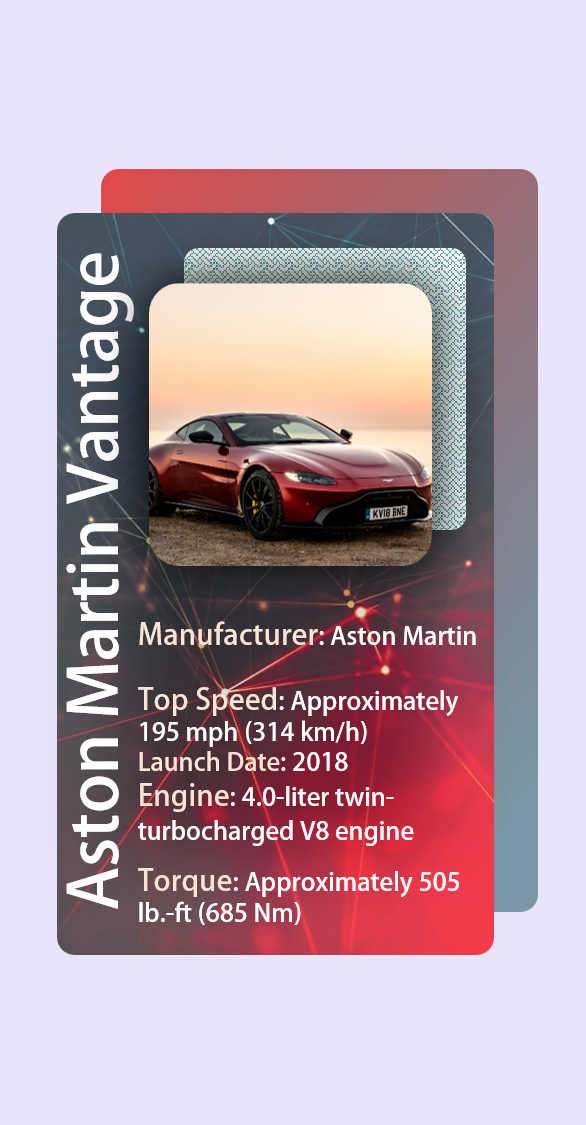 Aston Martin Vantage
KV18 BNE
Manufacturer: Aston Martin
Top Speed: Approximately
195 mph (314 km/h)
Launch Date: 2018
Engine: 4.0-liter twin-
turbocharged V8 engine
Torque: Approximately 505
lb.-ft (685 Nm)